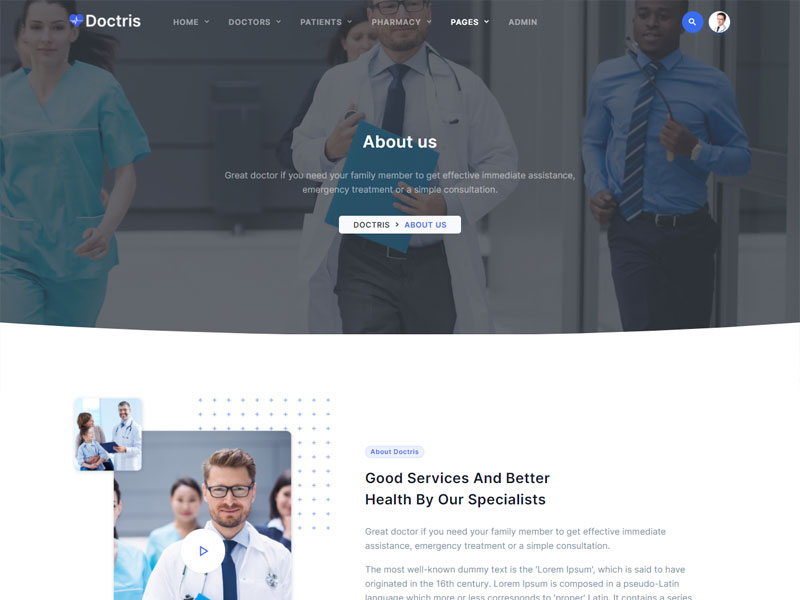 Doctris
HOME
DOCTORS
PATIENTS
PHARMACY
PAGES
ADMIN
About us
Great doctor if you need your family member to get effective immediate assistance,
emergency treatment or a simple consultation.
DOCTRIS > ABOUT US
About Doctris
Good Services And Better
Health By Our Specialists
Great doctor if you need your family member to get effective immediate
assistance, emergency treatment or a simple consultation.
The most well-known dummy text is the 'Lorem Ipsum', which is said to have
originated in the 16th century. Lorem Ipsum is composed in a pseudo-Latin
language which more or less corresponds to 'proper' Latin. It contains a series